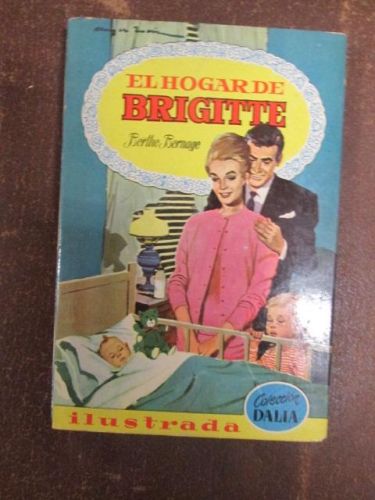 EL HOGAR DE
BRIGITTE
Berthe Bernage
Colección
DALIA
ilustrada